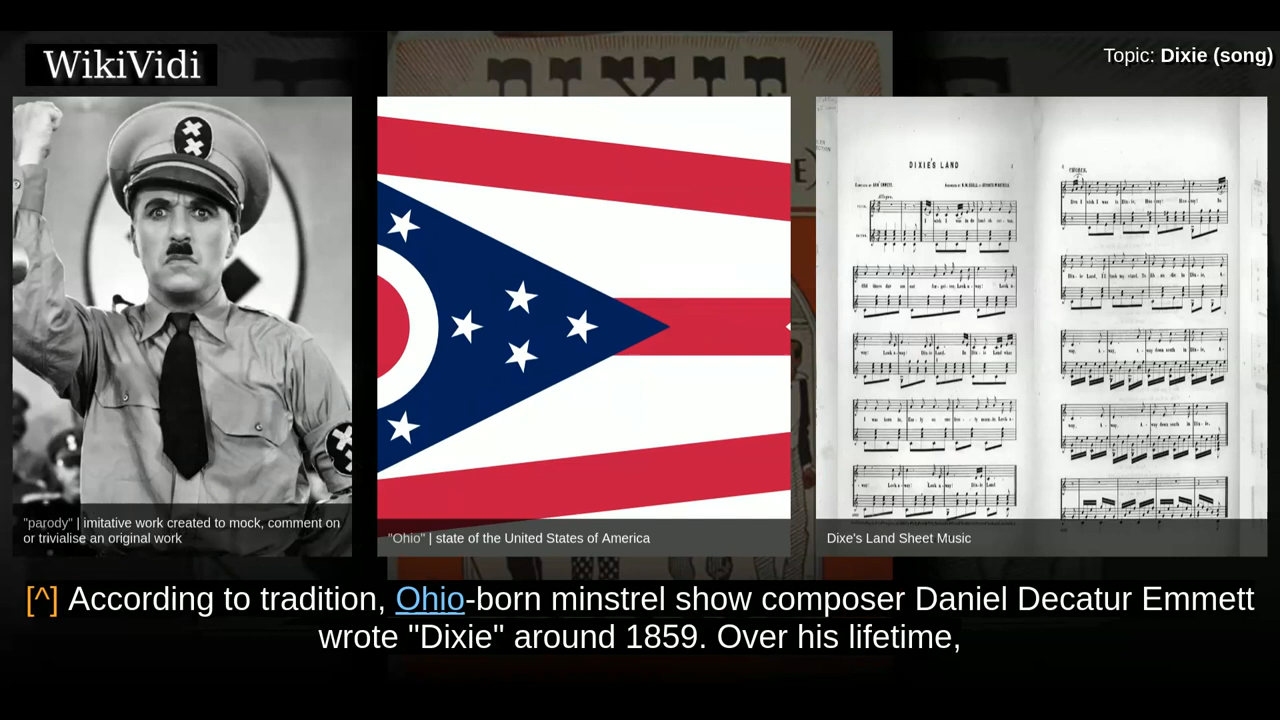 WikiVidi
Topic: Dixie (song)
DIXIE'S LAND
Allegro.
CHORUS.
"parody" | imitative work created to mock, comment on
or trivialise an original work
"Ohio" | state of the United States of America
Dixe's Land Sheet Music
[^] According to tradition, Ohio-born minstrel show composer Daniel Decatur Emmett
wrote "Dixie" around 1859. Over his lifetime,